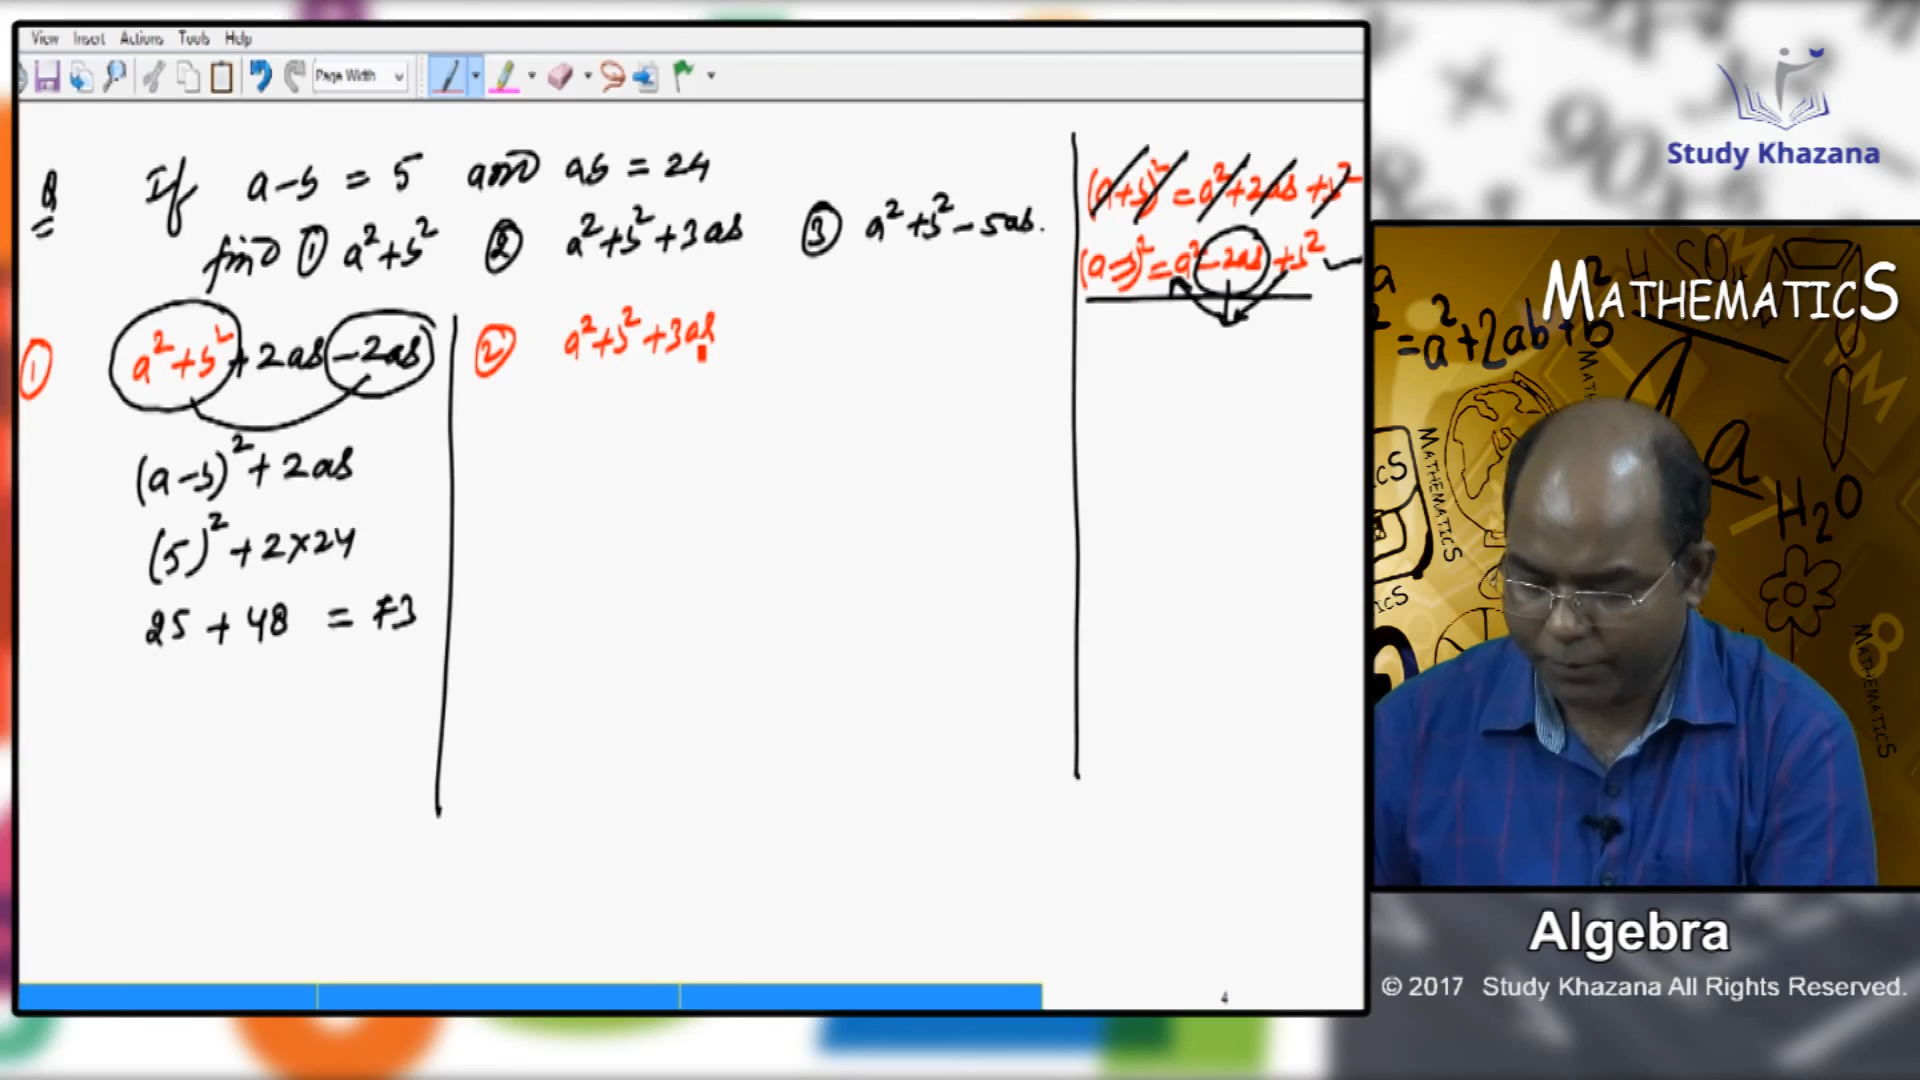 View Insert Actions Tools Help
Page Width
Q If a-b = 5 and ab = 24
find ① a²+b² ② a²+b²+3ab ③ a²+b²-5ab.
(a+b)² = a²+2ab+b²
(a-b)² = a²-2ab+b²
① a²+b²+2ab-2ab
(a-b)²+2ab
(5)²+2×24
25+48 = 73
② a²+b²+3ab
4
Study Khazana
MATHEMATICS
=a²+2ab+b²
H₂O
a
MATHEMATICS
MATHEMATICS
Algebra
© 2017 Study Khazana All Rights Reserved.